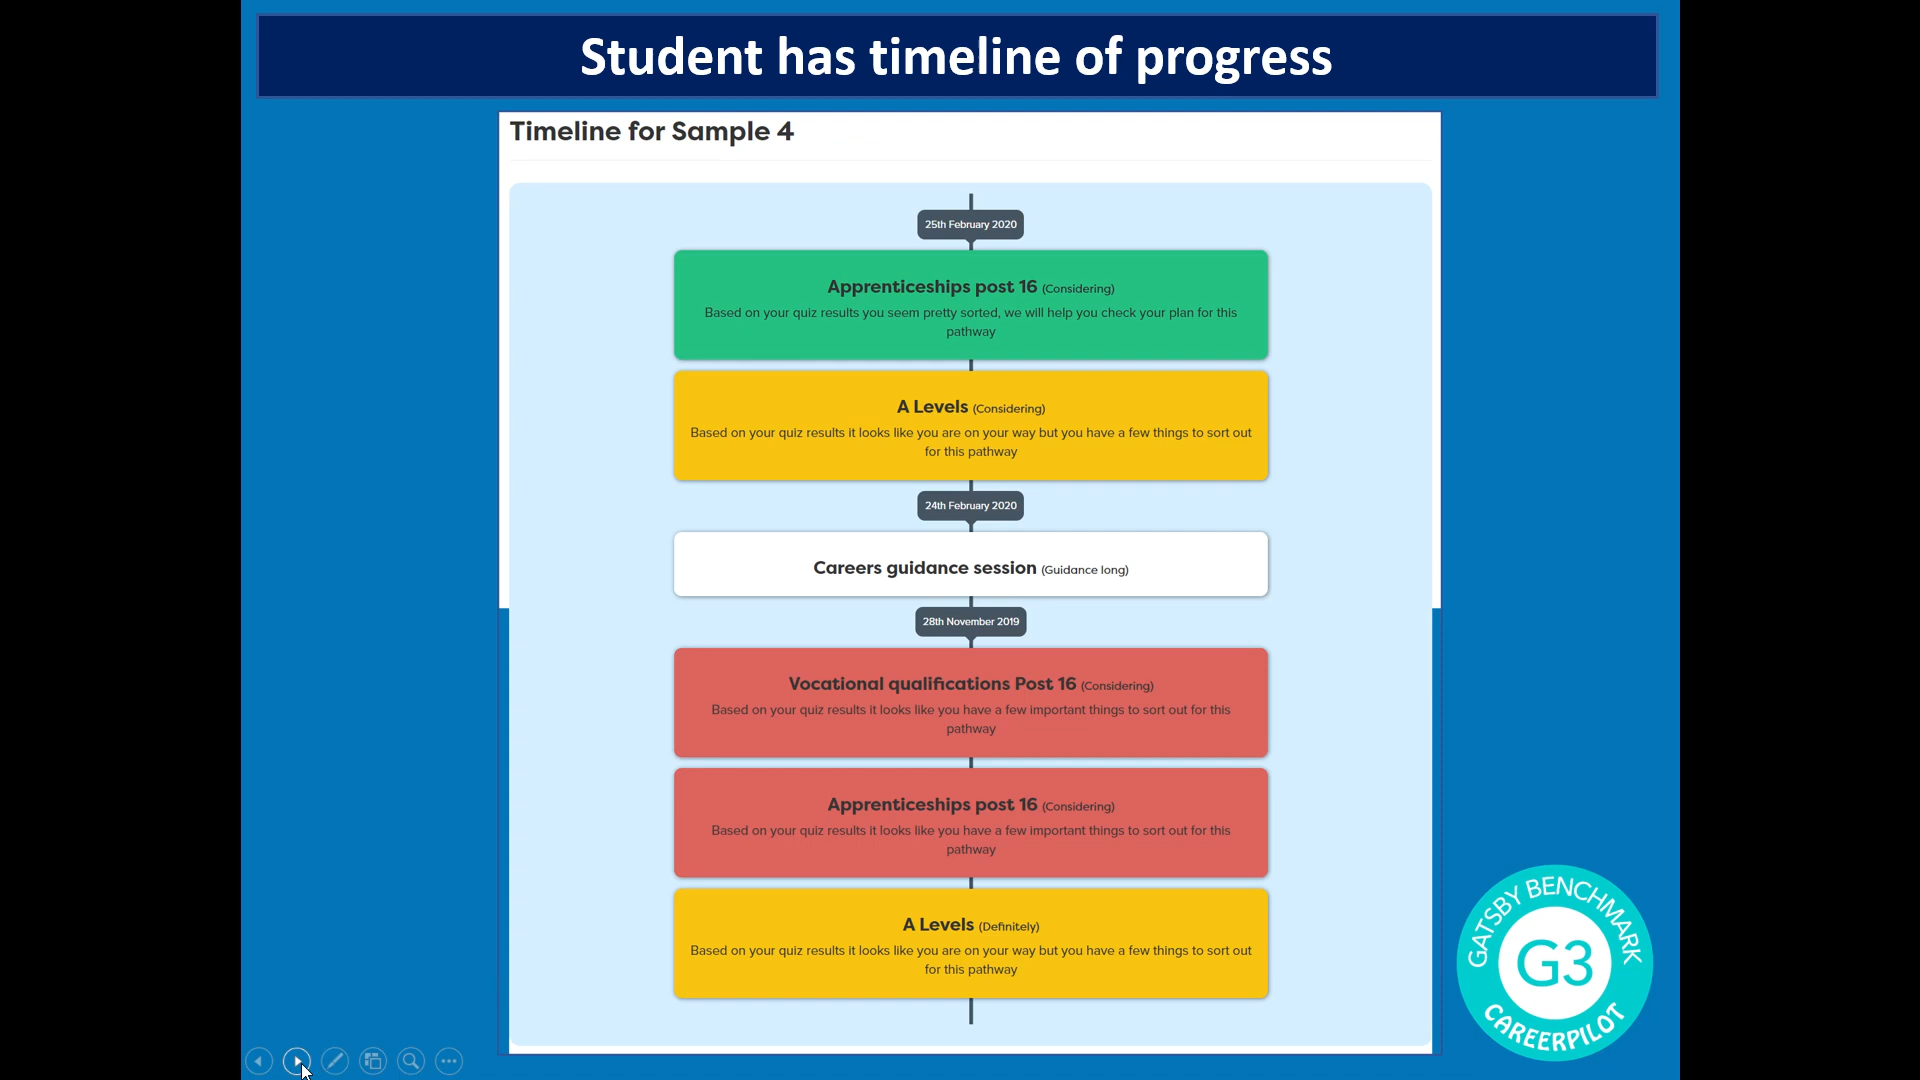 Student has timeline of progress
Timeline for Sample 4
25th February 2020
Apprenticeships post 16 (Considering)
Based on your quiz results you seem pretty sorted, we will help you check your plan for this
pathway
A Levels (Considering)
Based on your quiz results it looks like you are on your way but you have a few things to sort out
for this pathway
24th February 2020
Careers guidance session (Guidance long)
28th November 2019
Vocational qualifications Post 16 (Considering)
Based on your quiz results it looks like you have a few important things to sort out for this
pathway
Apprenticeships post 16 (Considering)
Based on your quiz results it looks like you have a few important things to sort out for this
pathway
A Levels (Definitely)
Based on your quiz results it looks like you are on your way but you have a few things to sort out
for this pathway
GATSBY BENCHMARK
G3
CAREERPILOT